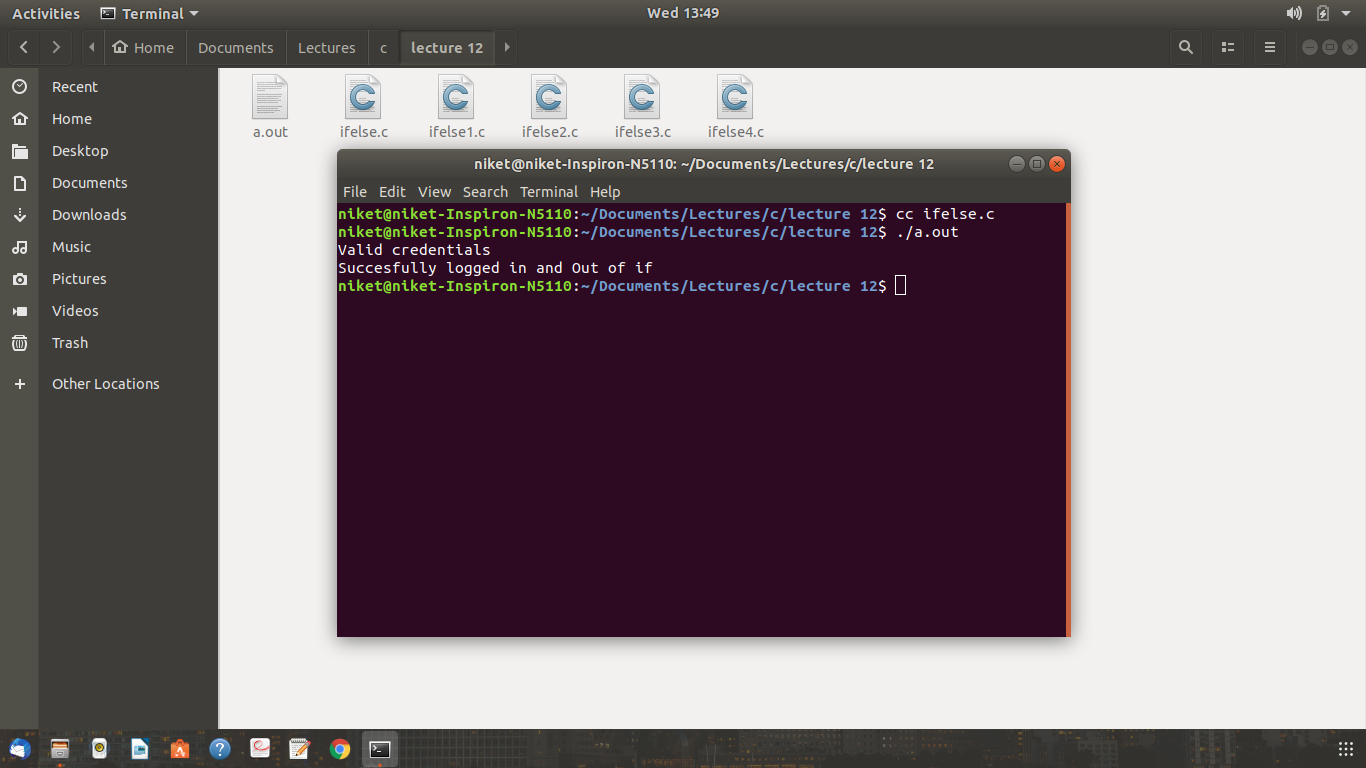 Activities Terminal Wed 13:49
Home Documents Lectures c lecture 12
Recent
Home
Desktop
Documents
Downloads
Music
Pictures
Videos
Trash
Other Locations
a.out ifelse.c ifelse1.c ifelse2.c ifelse3.c ifelse4.c
niket@niket-Inspiron-N5110: ~/Documents/Lectures/c/lecture 12
File Edit View Search Terminal Help
niket@niket-Inspiron-N5110:~/Documents/Lectures/c/lecture 12$ cc ifelse.c
niket@niket-Inspiron-N5110:~/Documents/Lectures/c/lecture 12$ ./a.out
Valid credentials
Succesfully logged in and Out of if
niket@niket-Inspiron-N5110:~/Documents/Lectures/c/lecture 12$